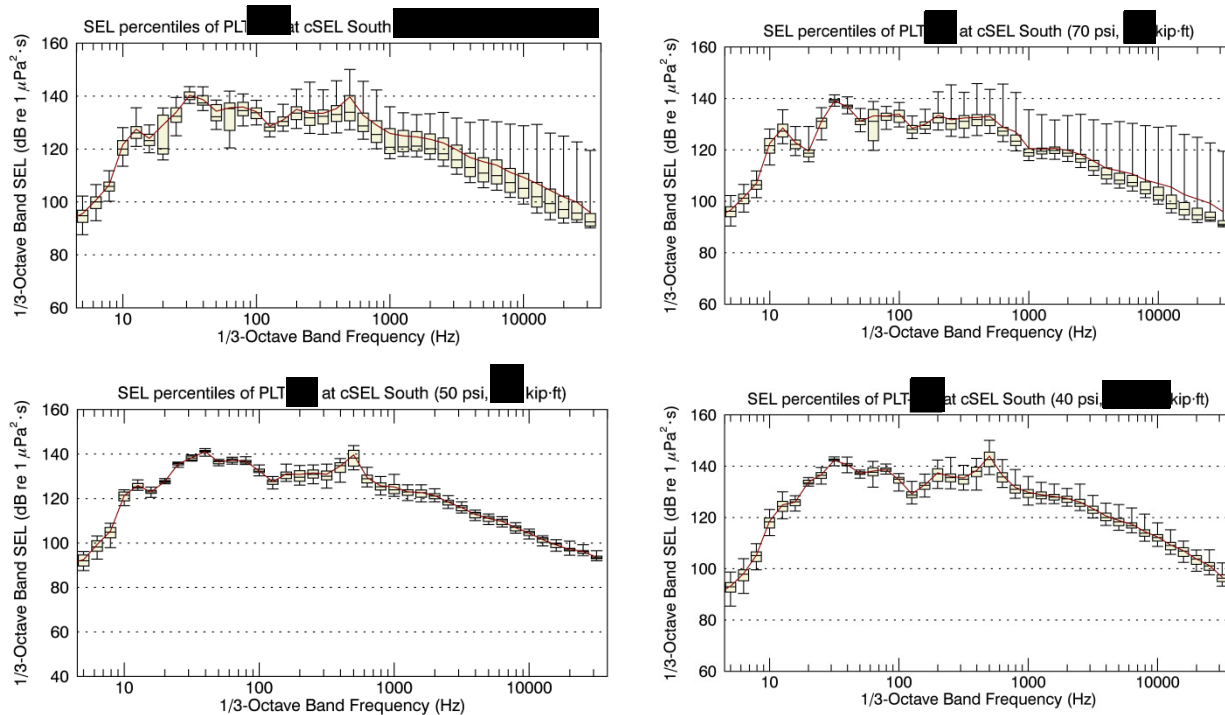 SEL percentiles of PLT at cSEL South
160
140
120
100
80
60
1/3-Octave Band SEL (dB re 1 µPa²·s)
10 100 1000 10000
1/3-Octave Band Frequency (Hz)
SEL percentiles of PLT at cSEL South (70 psi, kip·ft)
160
140
120
100
80
60
1/3-Octave Band SEL (dB re 1 µPa²·s)
10 100 1000 10000
1/3-Octave Band Frequency (Hz)
SEL percentiles of PLT at cSEL South (50 psi, kip·ft)
160
140
120
100
80
60
40
1/3-Octave Band SEL (dB re 1 µPa²·s)
10 100 1000 10000
1/3-Octave Band Frequency (Hz)
SEL percentiles of PLT- at cSEL South (40 psi, kip·ft)
160
140
120
100
80
60
1/3-Octave Band SEL (dB re 1 µPa²·s)
10 100 1000 10000
1/3-Octave Band Frequency (Hz)